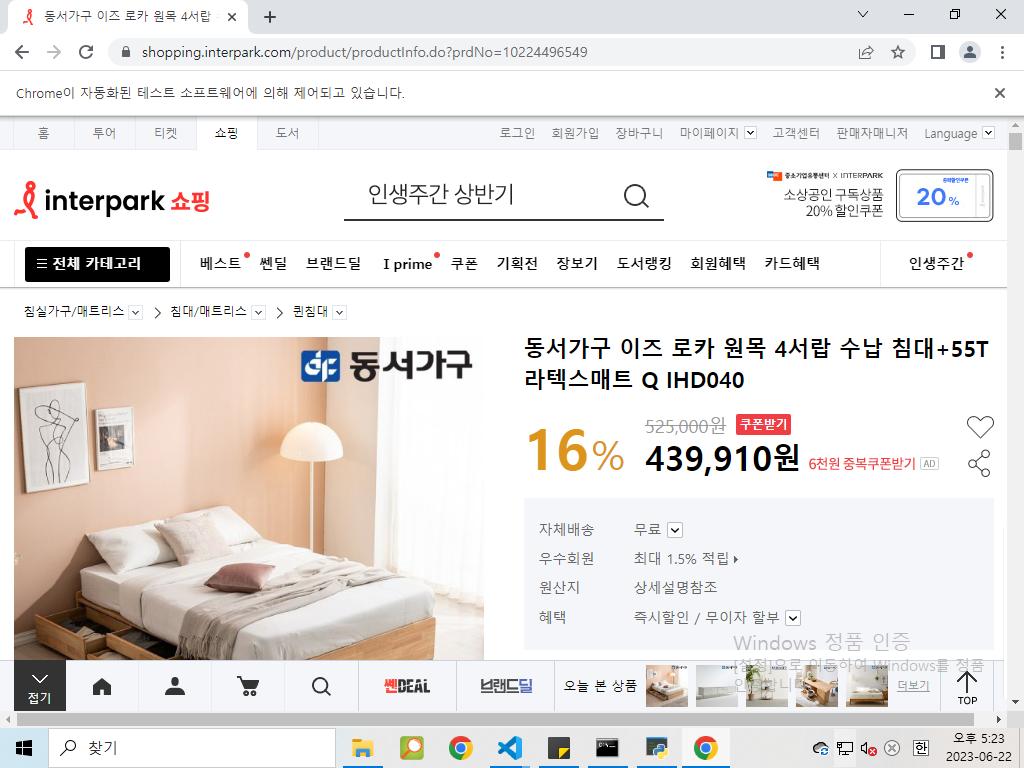 동서가구 이즈 로카 원목 4서랍
shopping.interpark.com/product/productInfo.do?prdNo=10224496549
Chrome이 자동화된 테스트 소프트웨어에 의해 제어되고 있습니다.
홈 투어 티켓 쇼핑 도서 로그인 회원가입 장바구니 마이페이지 고객센터 판매자매니저 Language
interpark 쇼핑
인생주간 상반기
중소기업유통센터 X INTERPARK
소상공인 구독상품
20% 할인쿠폰
20%
전체 카테고리 베스트 쎈딜 브랜드딜 I prime 쿠폰 기획전 장보기 도서랭킹 회원혜택 카드혜택 인생주간
침실가구/매트리스 침대/매트리스 퀸침대
동서가구
동서가구 이즈 로카 원목 4서랍 수납 침대+55T
라텍스매트 Q IHD040
16%
525,000원 쿠폰받기
439,910원 6천원 중복쿠폰받기 AD
자체배송 무료
우수회원 최대 1.5% 적립
원산지 상세설명참조
혜택 즉시할인 / 무이자 할부
Windows 정품 인증
[설정]으로 이동하여 Windows를 정품
인증합니다.
접기
쎈DEAL
브랜드딜
오늘 본 상품
더보기
TOP
찾기
한
오후 5:23
2023-06-22